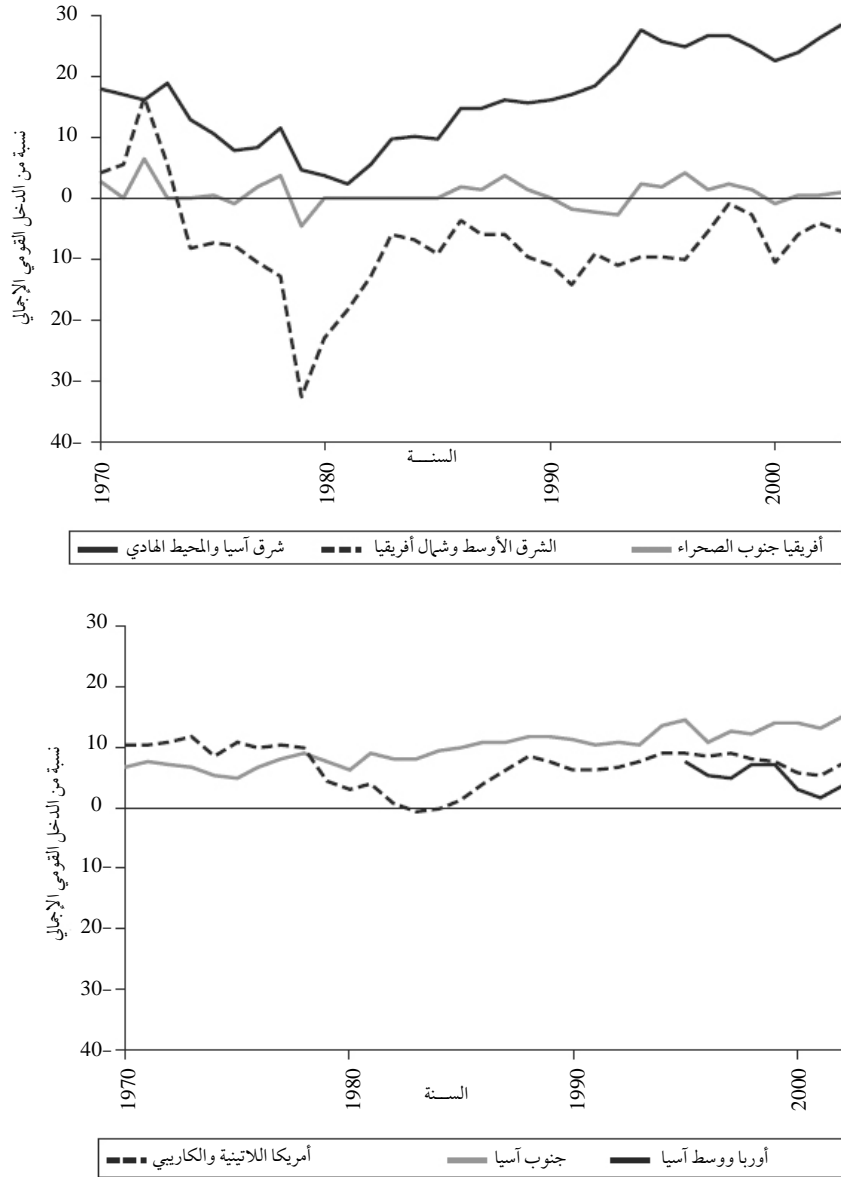 30
20
10
0
10–
20–
30–
40–
نسبة من الدخل القومي الإجمالي
1970
1980
1990
2000
السنــــة
شرق آسيا والمحيط الهادي
الشرق الأوسط وشمال أفريقيا
أفريقيا جنوب الصحراء
30
20
10
0
10–
20–
30–
40–
نسبة من الدخل القومي الإجمالي
1970
1980
1990
2000
الســــنة
أمريكا اللاتينية والكاريبي
جنوب آسيا
أوربا ووسط آسيا